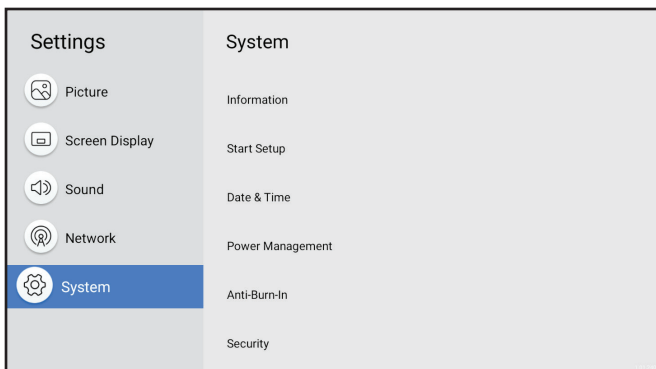 Settings
Picture
Screen Display
Sound
Network
System
System
Information
Start Setup
Date & Time
Power Management
Anti-Burn-In
Security